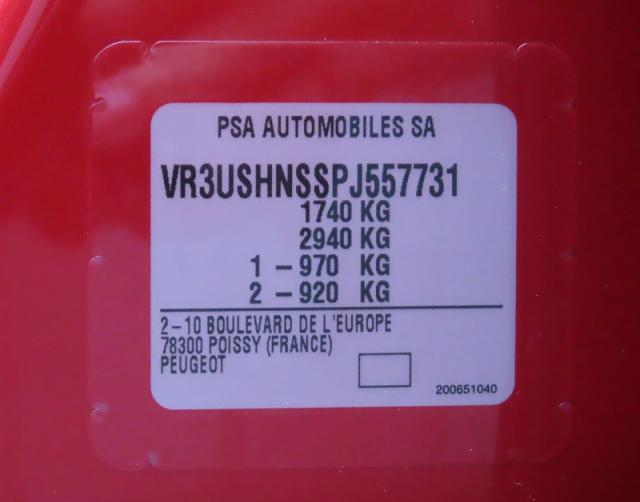 PSA AUTOMOBILES SA
VR3USHNSSPJ557731
1740 KG
2940 KG
1 – 970 KG
2 – 920 KG
2–10 BOULEVARD DE L'EUROPE
78300 POISSY (FRANCE)
PEUGEOT
200651040